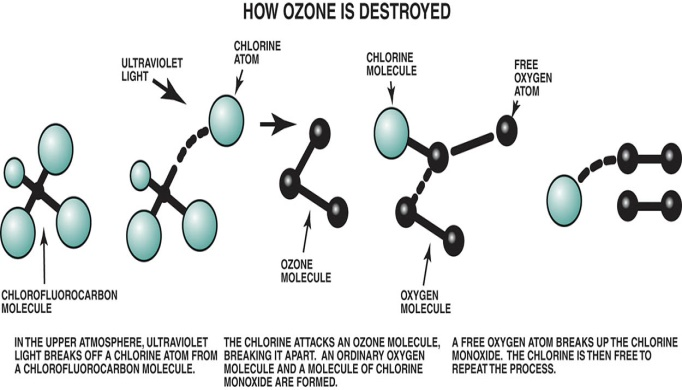 HOW OZONE IS DESTROYED
ULTRAVIOLET
LIGHT
CHLORINE
ATOM
CHLORINE
MOLECULE
FREE
OXYGEN
ATOM
CHLOROFLUOROCARBON
MOLECULE
OZONE
MOLECULE
OXYGEN
MOLECULE
IN THE UPPER ATMOSPHERE, ULTRAVIOLET
LIGHT BREAKS OFF A CHLORINE ATOM FROM
A CHLOROFLUOROCARBON MOLECULE.
THE CHLORINE ATTACKS AN OZONE MOLECULE,
BREAKING IT APART. AN ORDINARY OXYGEN
MOLECULE AND A MOLECULE OF CHLORINE
MONOXIDE ARE FORMED.
A FREE OXYGEN ATOM BREAKS UP THE CHLORINE
MONOXIDE. THE CHLORINE IS THEN FREE TO
REPEAT THE PROCESS.